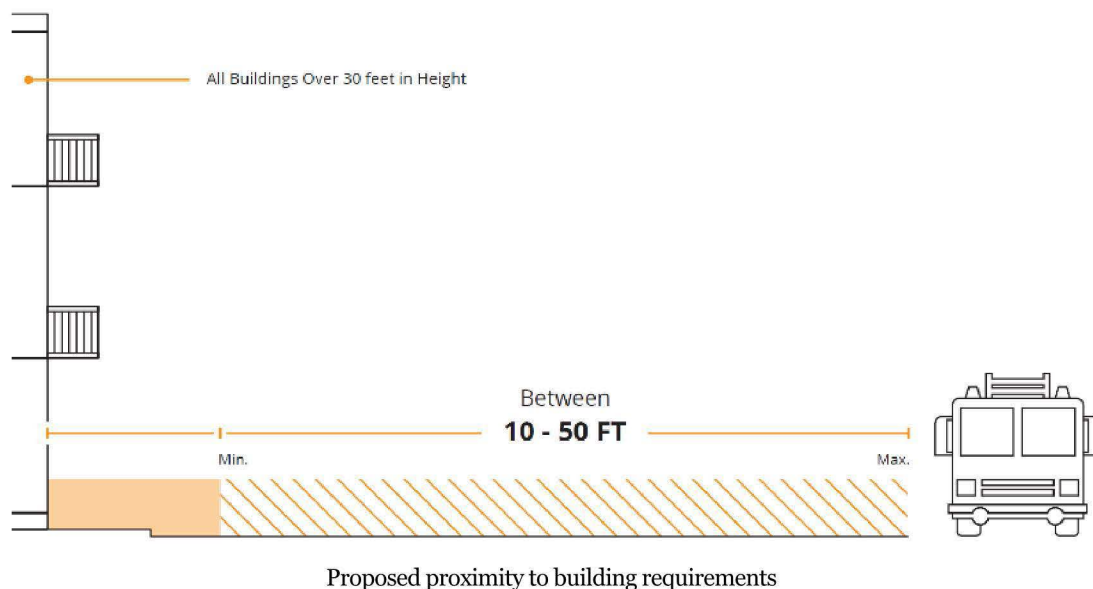 All Buildings Over 30 feet in Height
Between
10 - 50 FT
Min.
Max.
Proposed proximity to building requirements